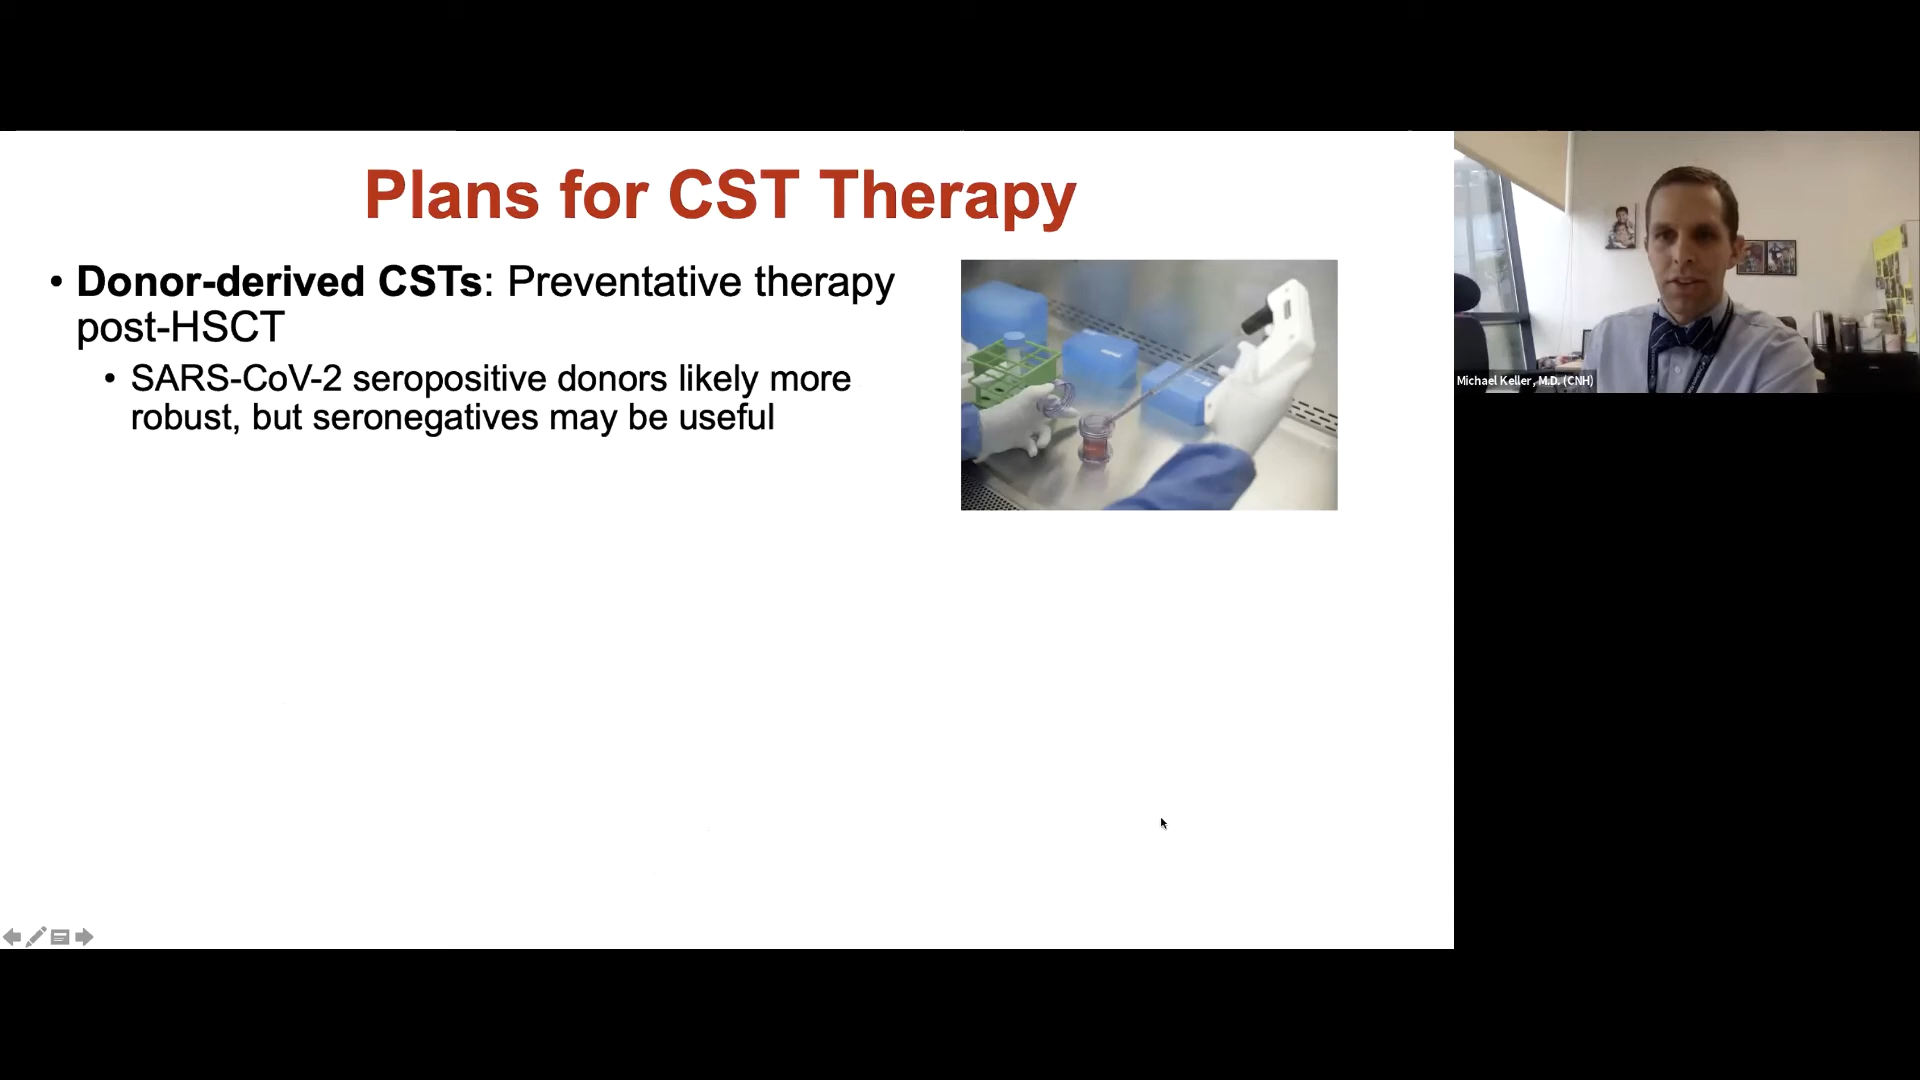 Plans for CST Therapy
• Donor-derived CSTs: Preventative therapy
post-HSCT
• SARS-CoV-2 seropositive donors likely more
robust, but seronegatives may be useful
Michael Keller, M.D. (CNH)